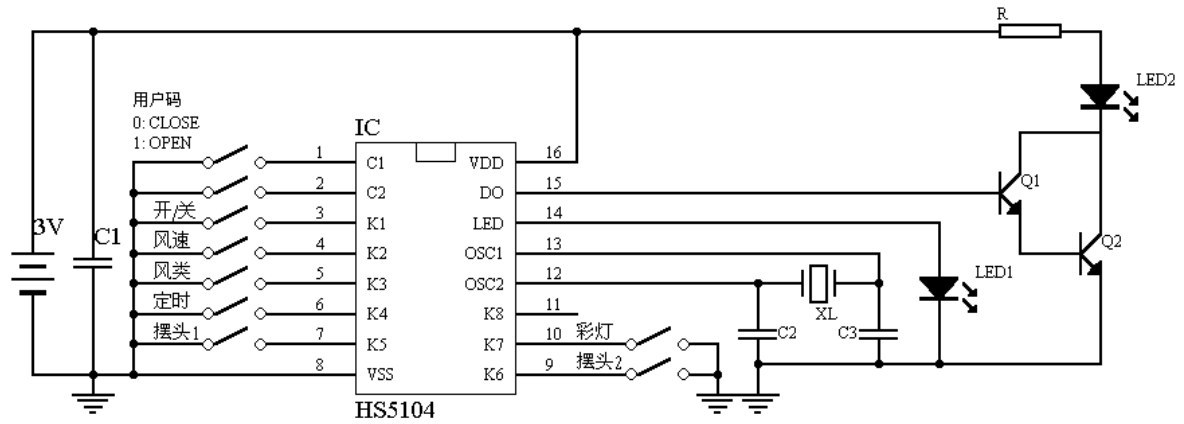 R
LED2
用户码
0: CLOSE
1: OPEN
IC
1 C1 VDD 16
2 C2 DO 15 Q1
开/关 3 K1 LED 14
3V C1 风速 4 K2 OSC1 13 Q2
风类 5 K3 OSC2 12 LED1
定时 6 K4 K8 11 XL
摆头1 7 K5 K7 10 彩灯 C2 C3
8 VSS K6 9 摆头2
HS5104